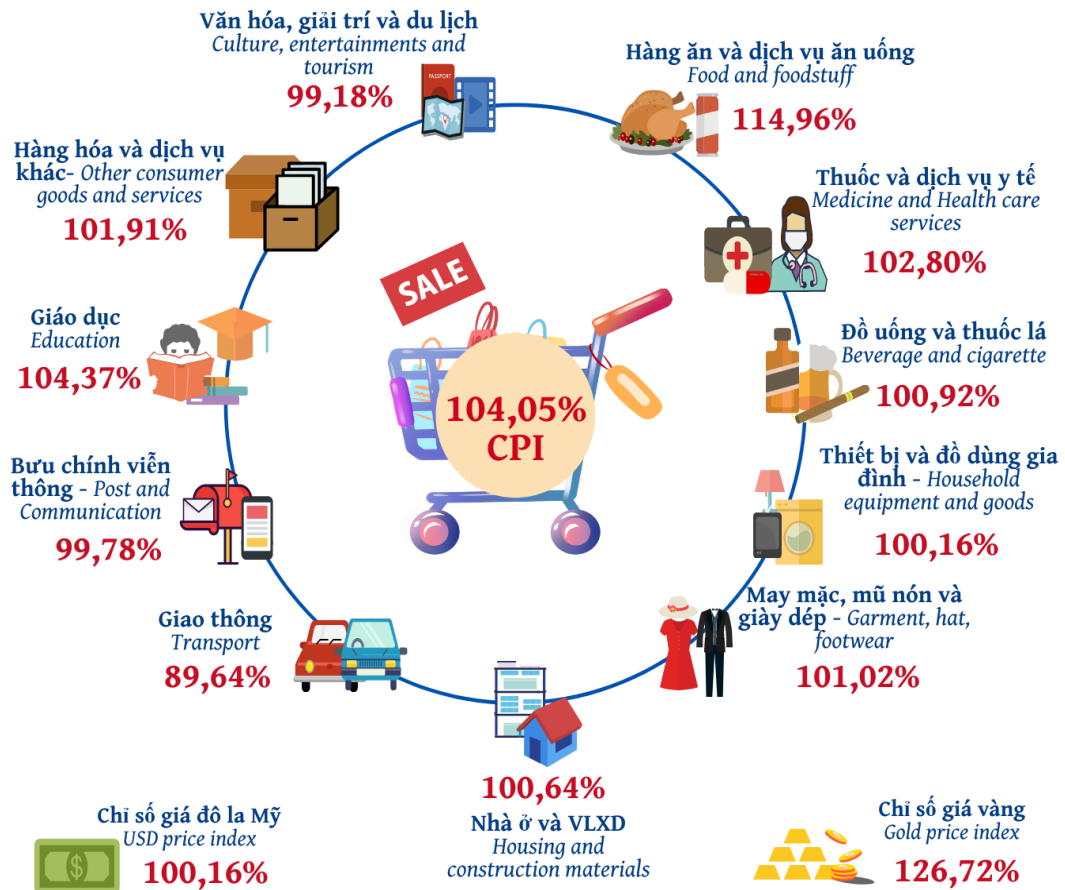 Văn hóa, giải trí và du lịch
Culture, entertainments and
tourism
99,18%
PASSPORT
Hàng ăn và dịch vụ ăn uống
Food and foodstuff
114,96%
Hàng hóa và dịch vụ
khác- Other consumer
goods and services
101,91%
Thuốc và dịch vụ y tế
Medicine and Health care
services
102,80%
SALE
Giáo dục
Education
104,37%
Đồ uống và thuốc lá
Beverage and cigarette
100,92%
104,05%
CPI
Bưu chính viễn
thông - Post and
Communication
99,78%
Thiết bị và đồ dùng gia
đình - Household
equipment and goods
100,16%
Giao thông
Transport
89,64%
May mặc, mũ nón và
giày dép - Garment, hat,
footwear
101,02%
100,64%
Nhà ở và VLXD
Housing and
construction materials
Chỉ số giá đô la Mỹ
USD price index
$
100,16%
Chỉ số giá vàng
Gold price index
126,72%